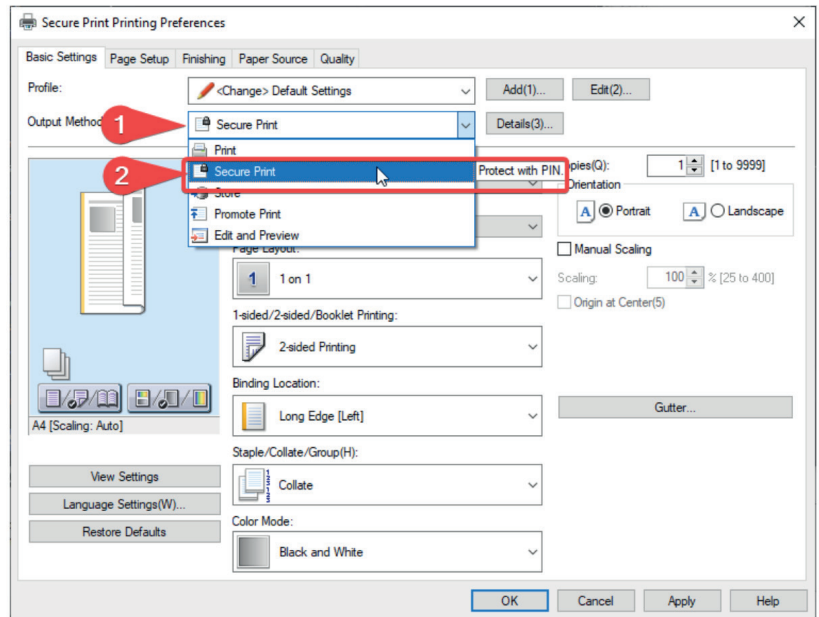 Secure Print Printing Preferences
Basic Settings Page Setup Finishing Paper Source Quality
Profile: <Change> Default Settings Add(1)... Edit(2)...
Output Method 1 Secure Print Details(3)...
Print
2 Secure Print Protect with PIN. opies(Q): 1 [1 to 9999]
Store Orientation
Promote Print A Portrait A Landscape
Edit and Preview Manual Scaling
Page Layout:
1 1 on 1 Scaling: 100 % [25 to 400]
Origin at Center(5)
1-sided/2-sided/Booklet Printing:
2-sided Printing
Binding Location:
Long Edge [Left] Gutter...
A4 [Scaling: Auto]
Staple/Collate/Group(H):
View Settings
Collate
Language Settings(W)...
Color Mode:
Restore Defaults
Black and White
OK Cancel Apply Help